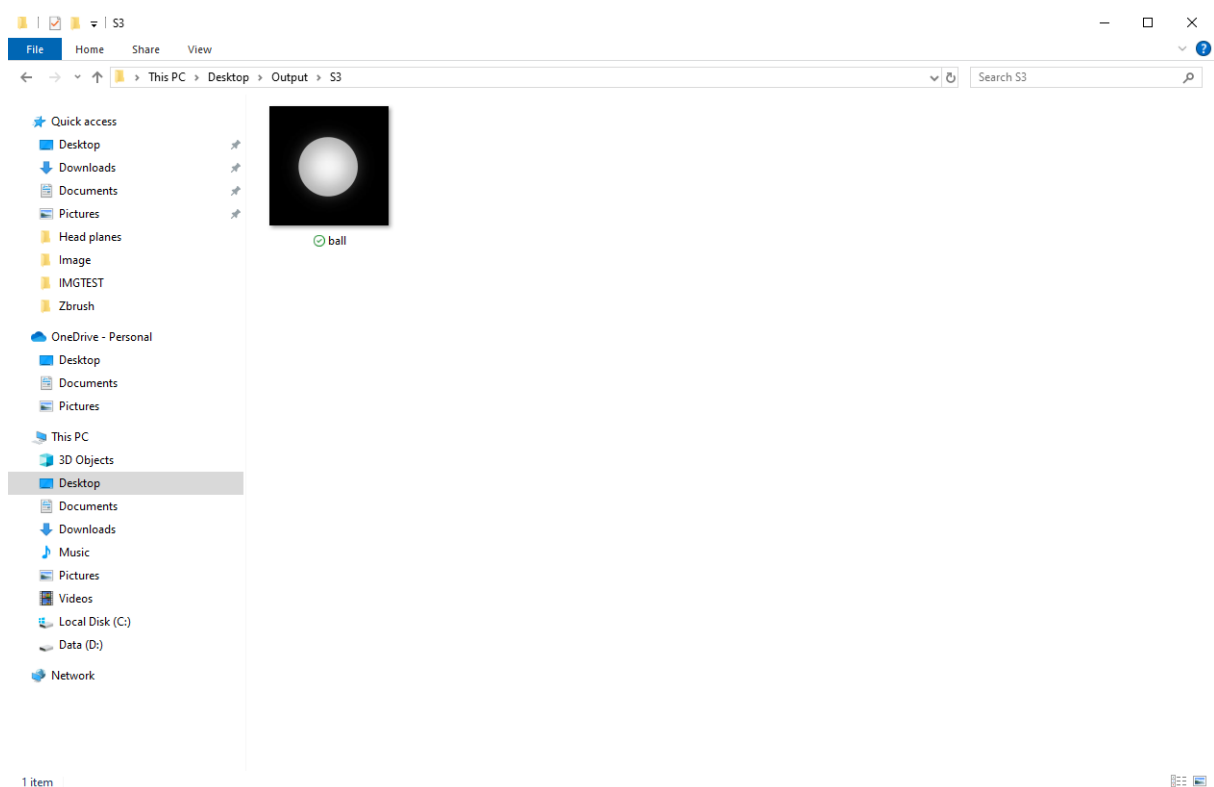 S3
File Home Share View
This PC Desktop Output S3
Search S3
Quick access
Desktop
Downloads
Documents
Pictures
Head planes
Image
IMGTEST
Zbrush
OneDrive - Personal
Desktop
Documents
Pictures
This PC
3D Objects
Desktop
Documents
Downloads
Music
Pictures
Videos
Local Disk (C:)
Data (D:)
Network
ball
1 item